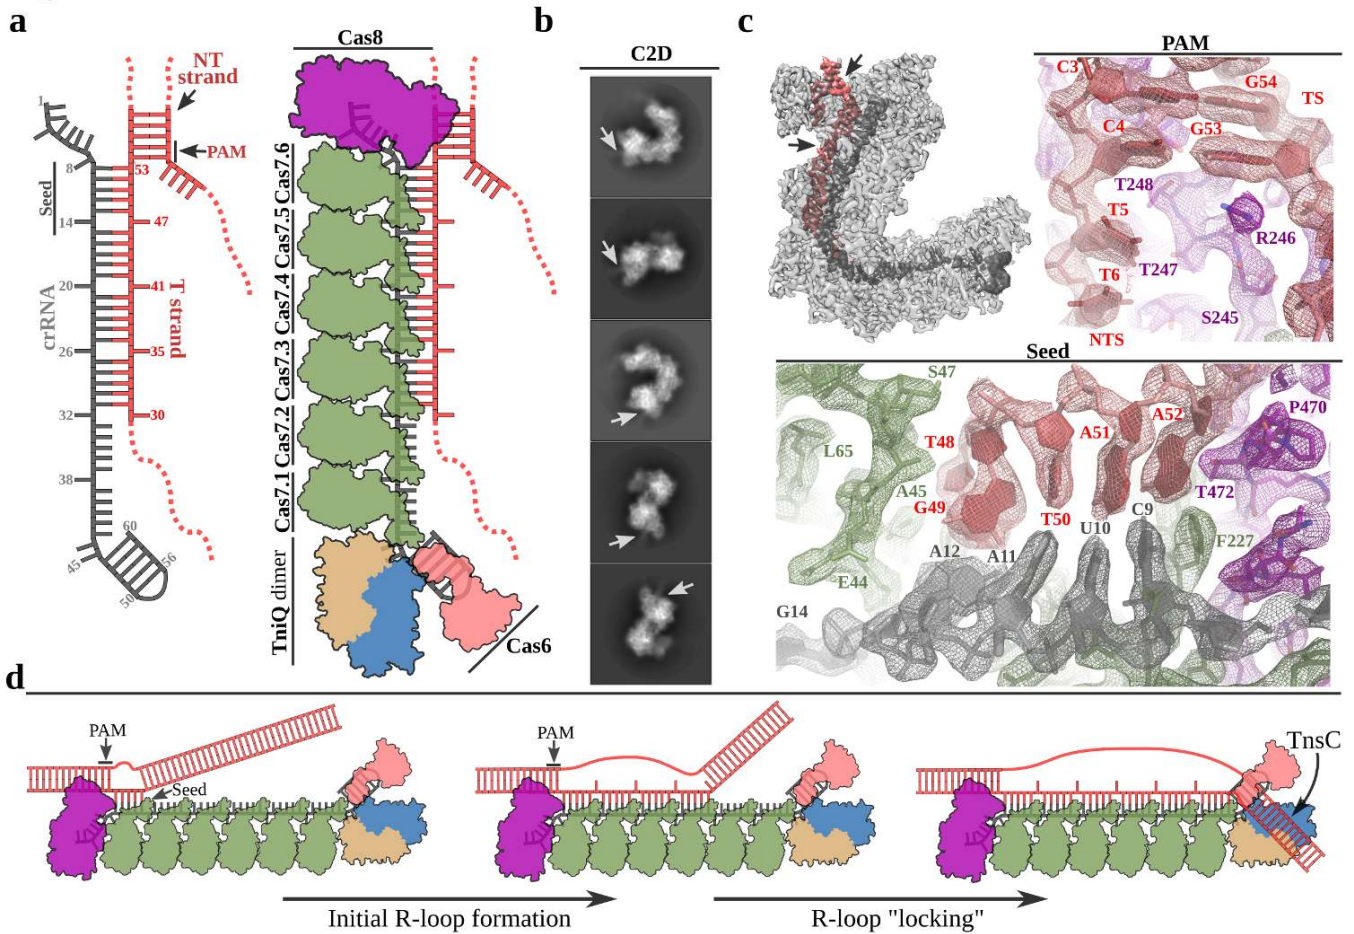 a
NT
strand
PAM
1
8
Seed
53
14
47
20
41
crRNA
T strand
26
35
32
30
38
60
45
56
50
Cas8
Cas7.6
Cas7.5
Cas7.4
Cas7.3
Cas7.2
Cas7.1
TniQ dimer
Cas6
b
C2D
c
PAM
C3
G54
TS
C4
G53
T248
T5
R246
T247
T6
S245
NTS
Seed
S47
P470
A52
A51
T48
L65
T472
A45
G49
T50
C9
U10
F227
A12
A11
E44
G14
d
PAM
Seed
PAM
TnsC
Initial R-loop formation
R-loop "locking"